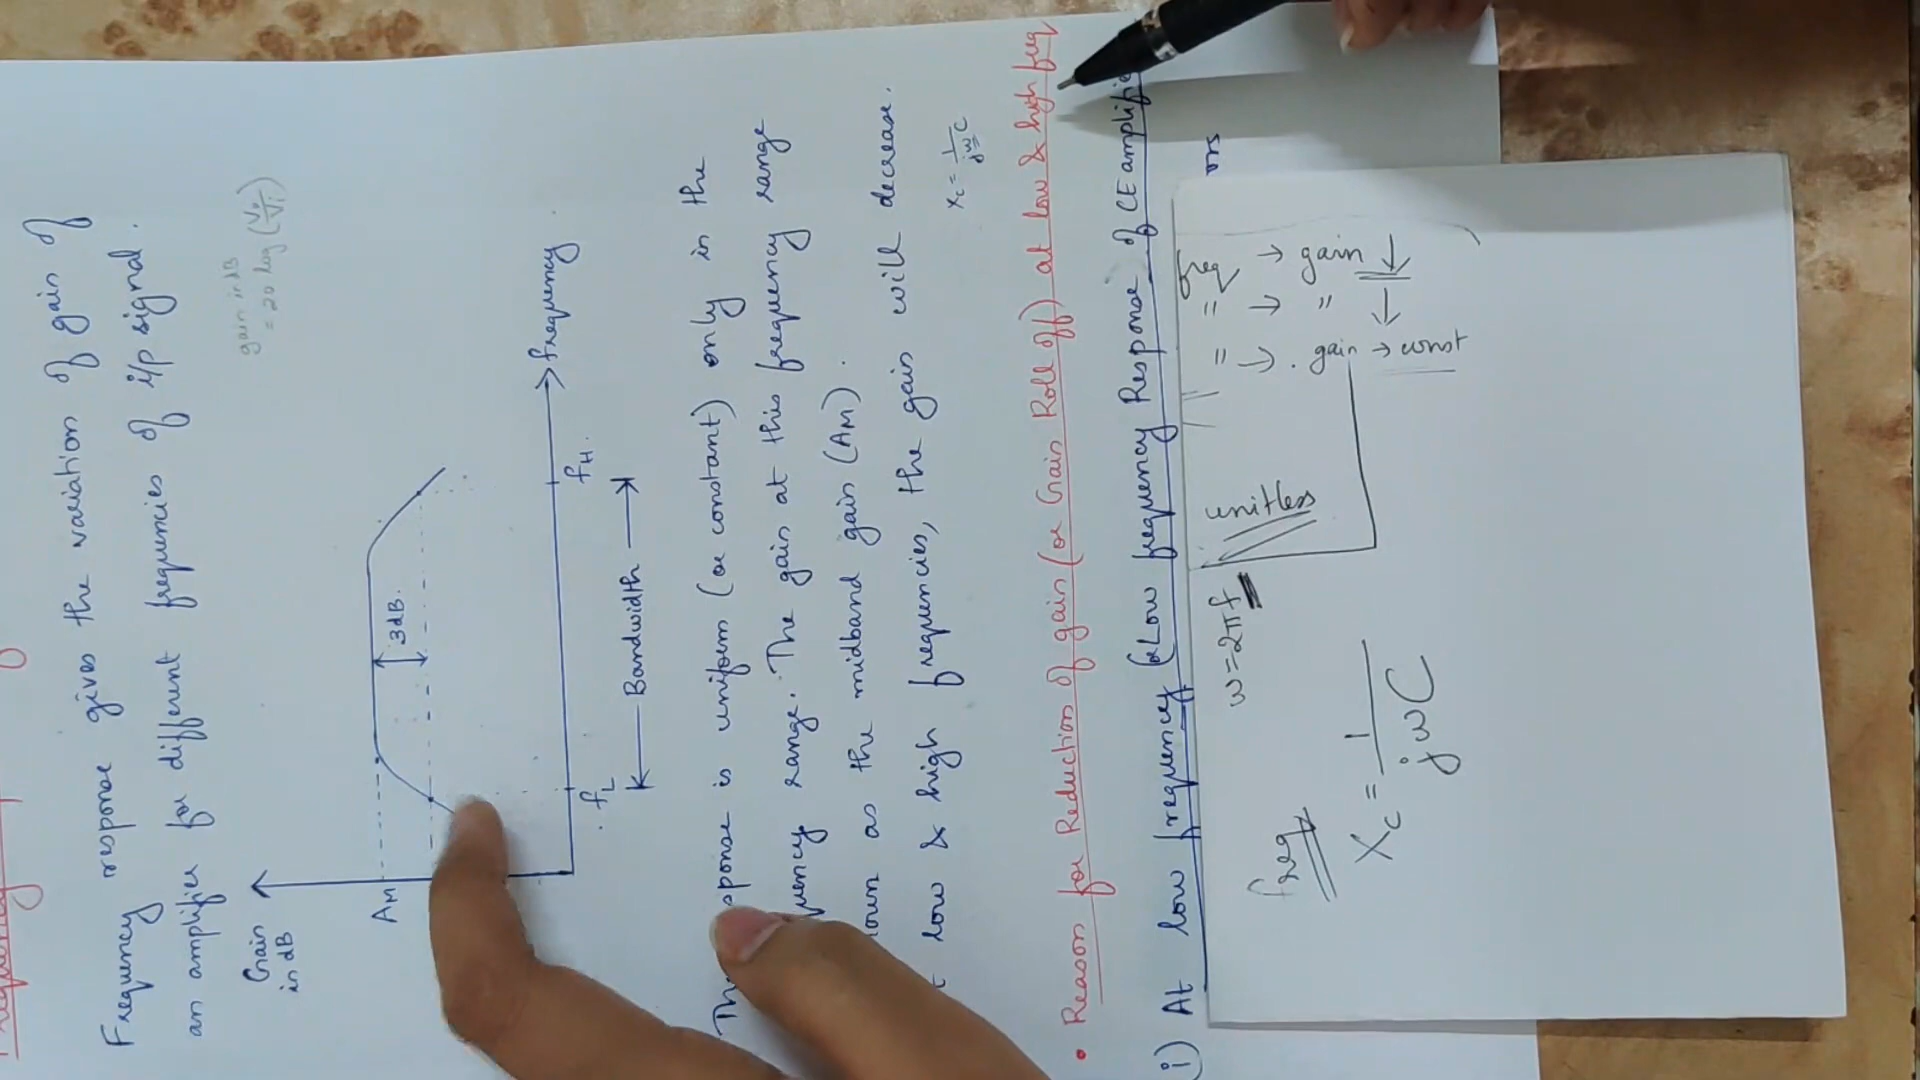 Frequency response gives the variation of gain of
an amplifier for different frequencies of i/p signal.
gain in dB
= 20 log (Vo/Vi)
Gain
in dB
AM
3dB.
fL
fH.
frequency
Bandwidth
response is uniform (or constant) only in the
range. The gain at this frequency range
as the midband gain (AM).
low & high frequencies, the gain will decrease.
Xc = 1/jωC
• Reason for Reduction of gain (or Gain Roll off) at low & high freq
i) At low frequency (Low frequency Response of CE amplifie
ors
freq → gain ↓
" → " ↓
" → . gain → const
unitless
ω=2πf
freq
Xc = 1/jωC